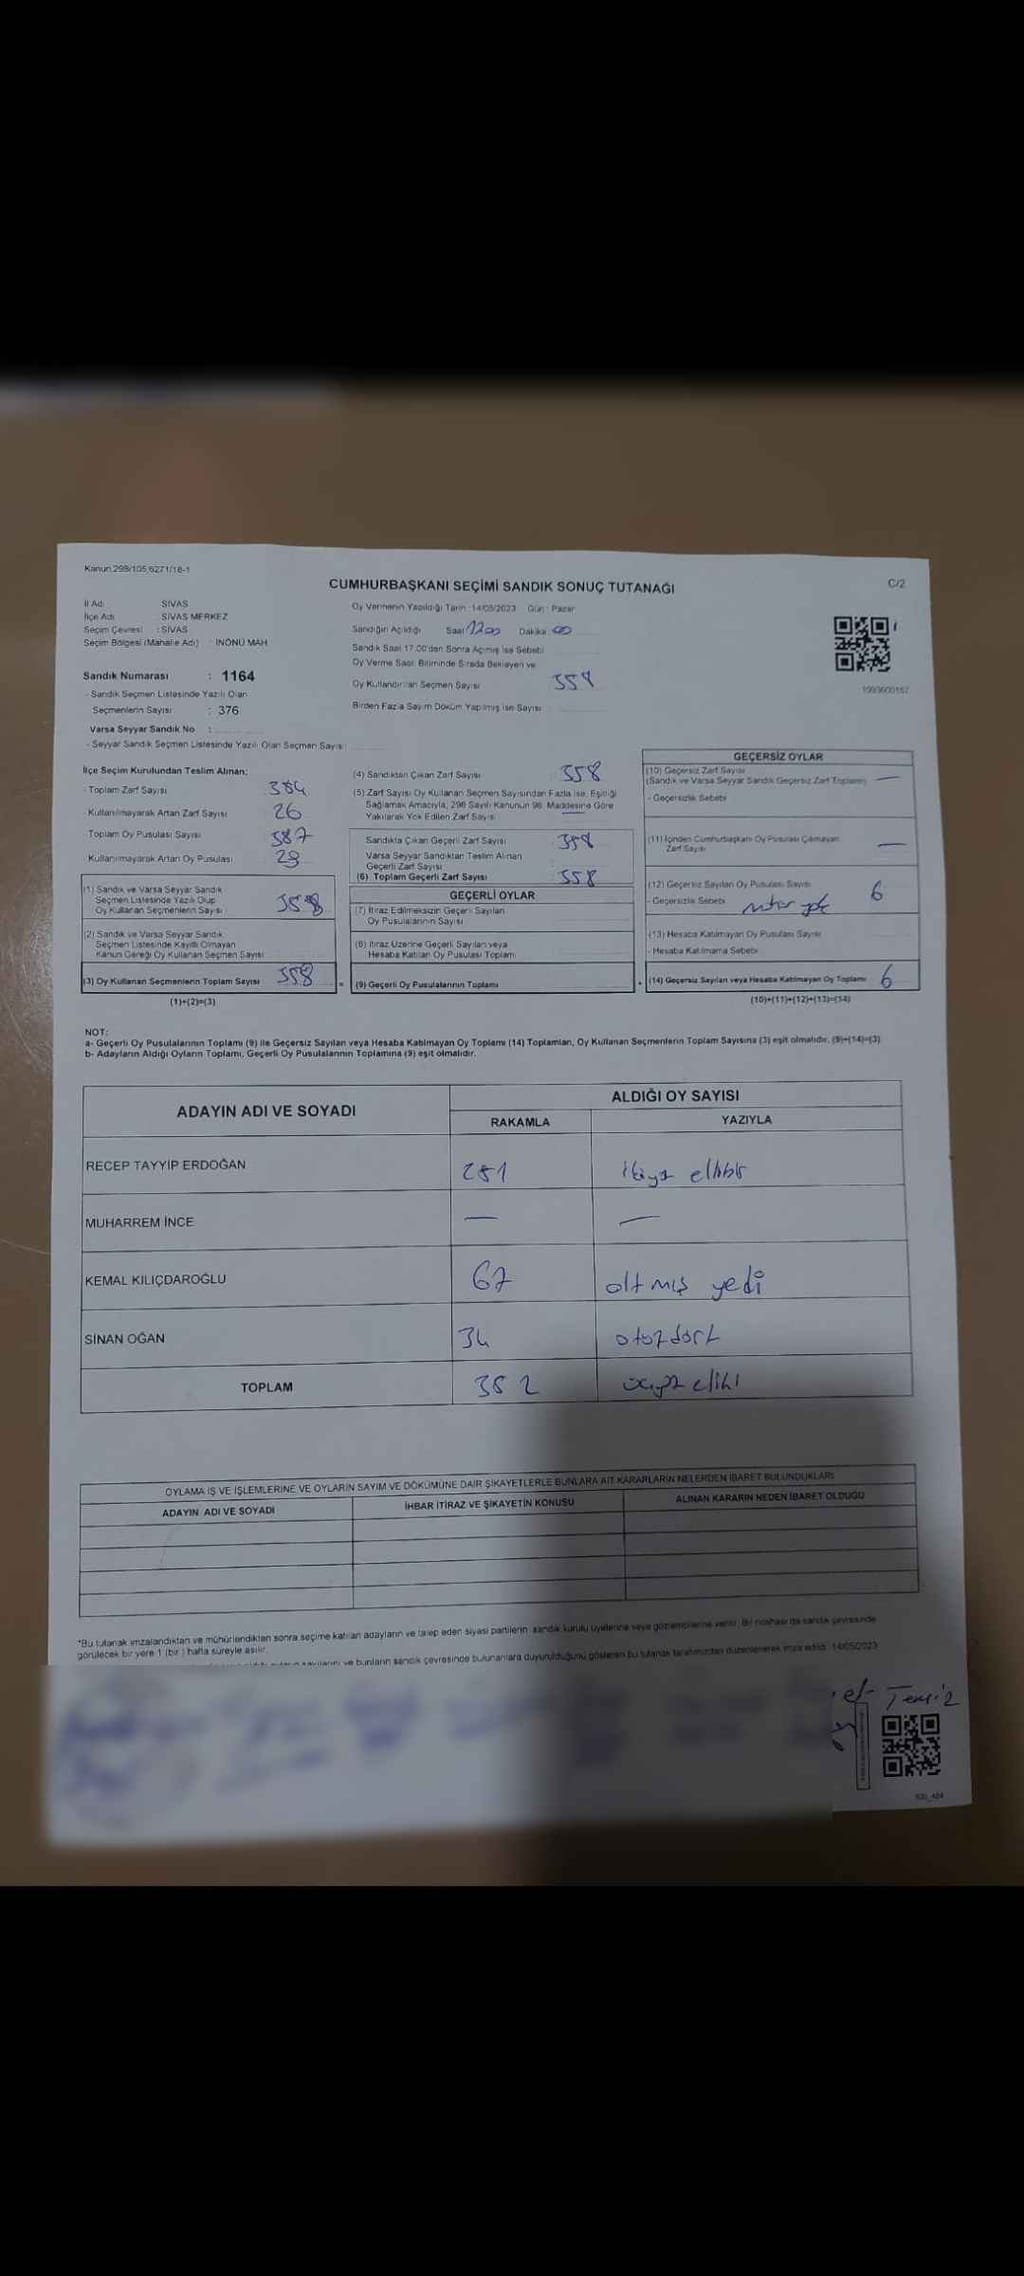 Kanun 298/105,6271/18-1
C/2
CUMHURBAŞKANI SEÇİMİ SANDIK SONUÇ TUTANAĞI
İl Adı SİVAS
İlçe Adı SİVAS MERKEZ
Seçim Çevresi : SİVAS
Seçim Bölgesi (Mahalle Adı) İNÖNÜ MAH
Sandık Numarası : 1164
- Sandık Seçmen Listesinde Yazılı Olan
Seçmenlerin Sayısı : 376
Varsa Seyyar Sandık No :
- Seyyar Sandık Seçmen Listesinde Yazılı Olan Seçmen Sayısı
Oy Vermenin Yapıldığı Tarih : 14/05/2023 Gün : Pazar
Sandığın Açıldığı Saat Dakika
Sandık Saat 17.00'dan Sonra Açılmış İse Sebebi
Oy Verme Saati Bitiminde Sırada Bekleyen ve
Oy Kullandırılan Seçmen Sayısı
Birden Fazla Sayım Döküm Yapılmış İse Sayısı
İlçe Seçim Kurulundan Teslim Alınan;
- Toplam Zarf Sayısı 384
- Kullanılmayarak Artan Zarf Sayısı 26
- Toplam Oy Pusulası Sayısı 387
- Kullanılmayarak Artan Oy Pusulası 29
(1) Sandık ve Varsa Seyyar Sandık
Seçmen Listesinde Yazılı Olup
Oy Kullanan Seçmenlerin Sayısı 358
(2) Sandık ve Varsa Seyyar Sandık
Seçmen Listesinde Kayıtlı Olmayan
Kanun Gereği Oy Kullanan Seçmen Sayısı
(3) Oy Kullanan Seçmenlerin Toplam Sayısı 358
(1)+(2)=(3)
(4) Sandıktan Çıkan Zarf Sayısı 358
(5) Zarf Sayısı Oy Kullanan Seçmen Sayısından Fazla İse, Eşitliği
Sağlamak Amacıyla, 298 Sayılı Kanunun 98. Maddesine Göre
Yakılarak Yok Edilen Zarf Sayısı —
Sandıkta Çıkan Geçerli Zarf Sayısı 358
Varsa Seyyar Sandıktan Teslim Alınan
Geçerli Zarf Sayısı
(6) Toplam Geçerli Zarf Sayısı 358
GEÇERLİ OYLAR
(7) İtiraz Edilmeksizin Geçerli Sayılan
Oy Pusulalarının Sayısı
(8) İtiraz Üzerine Geçerli Sayılan veya
Hesaba Katılan Oy Pusulası Toplamı
(9) Geçerli Oy Pusulalarının Toplamı
GEÇERSİZ OYLAR
(10) Geçersiz Zarf Sayısı
(Sandık ve Varsa Seyyar Sandık Geçersiz Zarf Toplamı) —
- Geçersizlik Sebebi
(11) İçinden Cumhurbaşkanı Oy Pusulası Çıkmayan
Zarf Sayısı —
(12) Geçersiz Sayılan Oy Pusulası Sayısı 6
- Geçersizlik Sebebi
(13) Hesaba Katılmayan Oy Pusulası Sayısı
- Hesaba Katılmama Sebebi
(14) Geçersiz Sayılan veya Hesaba Katılmayan Oy Toplamı 6
(10)+(11)+(12)+(13)=(14)
NOT:
a- Geçerli Oy Pusulalarının Toplamı (9) ile Geçersiz Sayılan veya Hesaba Katılmayan Oy Toplamı (14) Toplamları, Oy Kullanan Seçmenlerin Toplam Sayısına (3) eşit olmalıdır. (9)+(14)=(3)
b- Adayların Aldığı Oyların Toplamı, Geçerli Oy Pusulalarının Toplamına (9) eşit olmalıdır.
ADAYIN ADI VE SOYADI
ALDIĞI OY SAYISI
RAKAMLA YAZIYLA
RECEP TAYYİP ERDOĞAN 251 ikiyüz ellibir
MUHARREM İNCE — —
KEMAL KILIÇDAROĞLU 67 altmış yedi
SİNAN OĞAN 34 otuzdört
TOPLAM 352 üçyüz elliiki
OYLAMA İŞ VE İŞLEMLERİNE VE OYLARIN SAYIM VE DÖKÜMÜNE DAİR ŞİKAYETLERLE BUNLARA AİT KARARLARIN NELERDEN İBARET BULUNDUKLARI
ADAYIN ADI VE SOYADI İHBAR İTİRAZ VE ŞİKAYETİN KONUSU ALINAN KARARIN NEDEN İBARET OLDUĞU
*Bu tutanak imzalandıktan ve mühürlendikten sonra seçime katılan adayların ve talep eden siyasi partilerin, sandık kurulu üyelerine veya gözlemcilerine verilir. Bir nüshası da sandık çevresinde
görülecek bir yere 1 (bir ) hafta süreyle asılır.
ve bunların sandık çevresinde bulunanlara duyurulduğunu gösteren bu tutanak tarafımızdan düzenlenerek imza edildi. 14/05/2023
Temiz